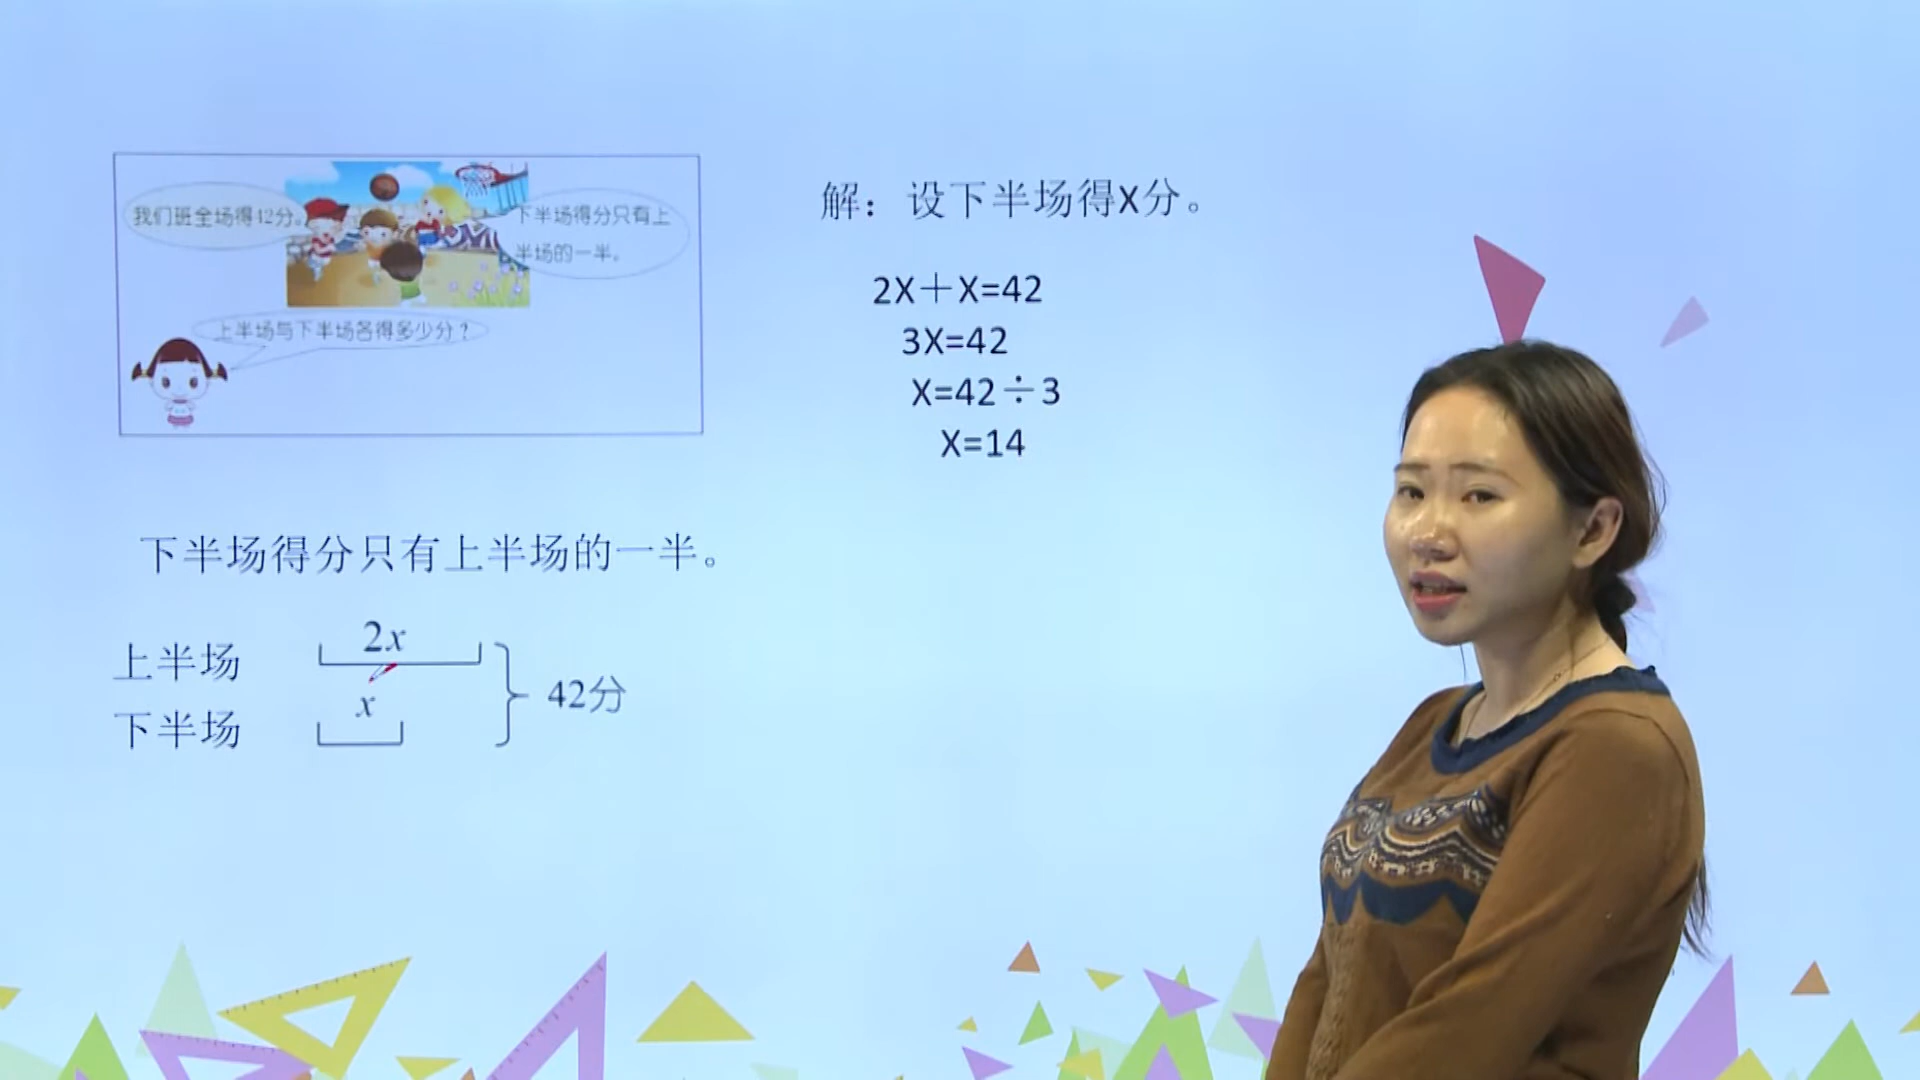 我们班全场得42分。
下半场得分只有上
半场的一半。
上半场与下半场各得多少分？
解：设下半场得X分。
2X＋X=42
3X=42
X=42÷3
X=14
下半场得分只有上半场的一半。
上半场 2x
下半场 x
42分